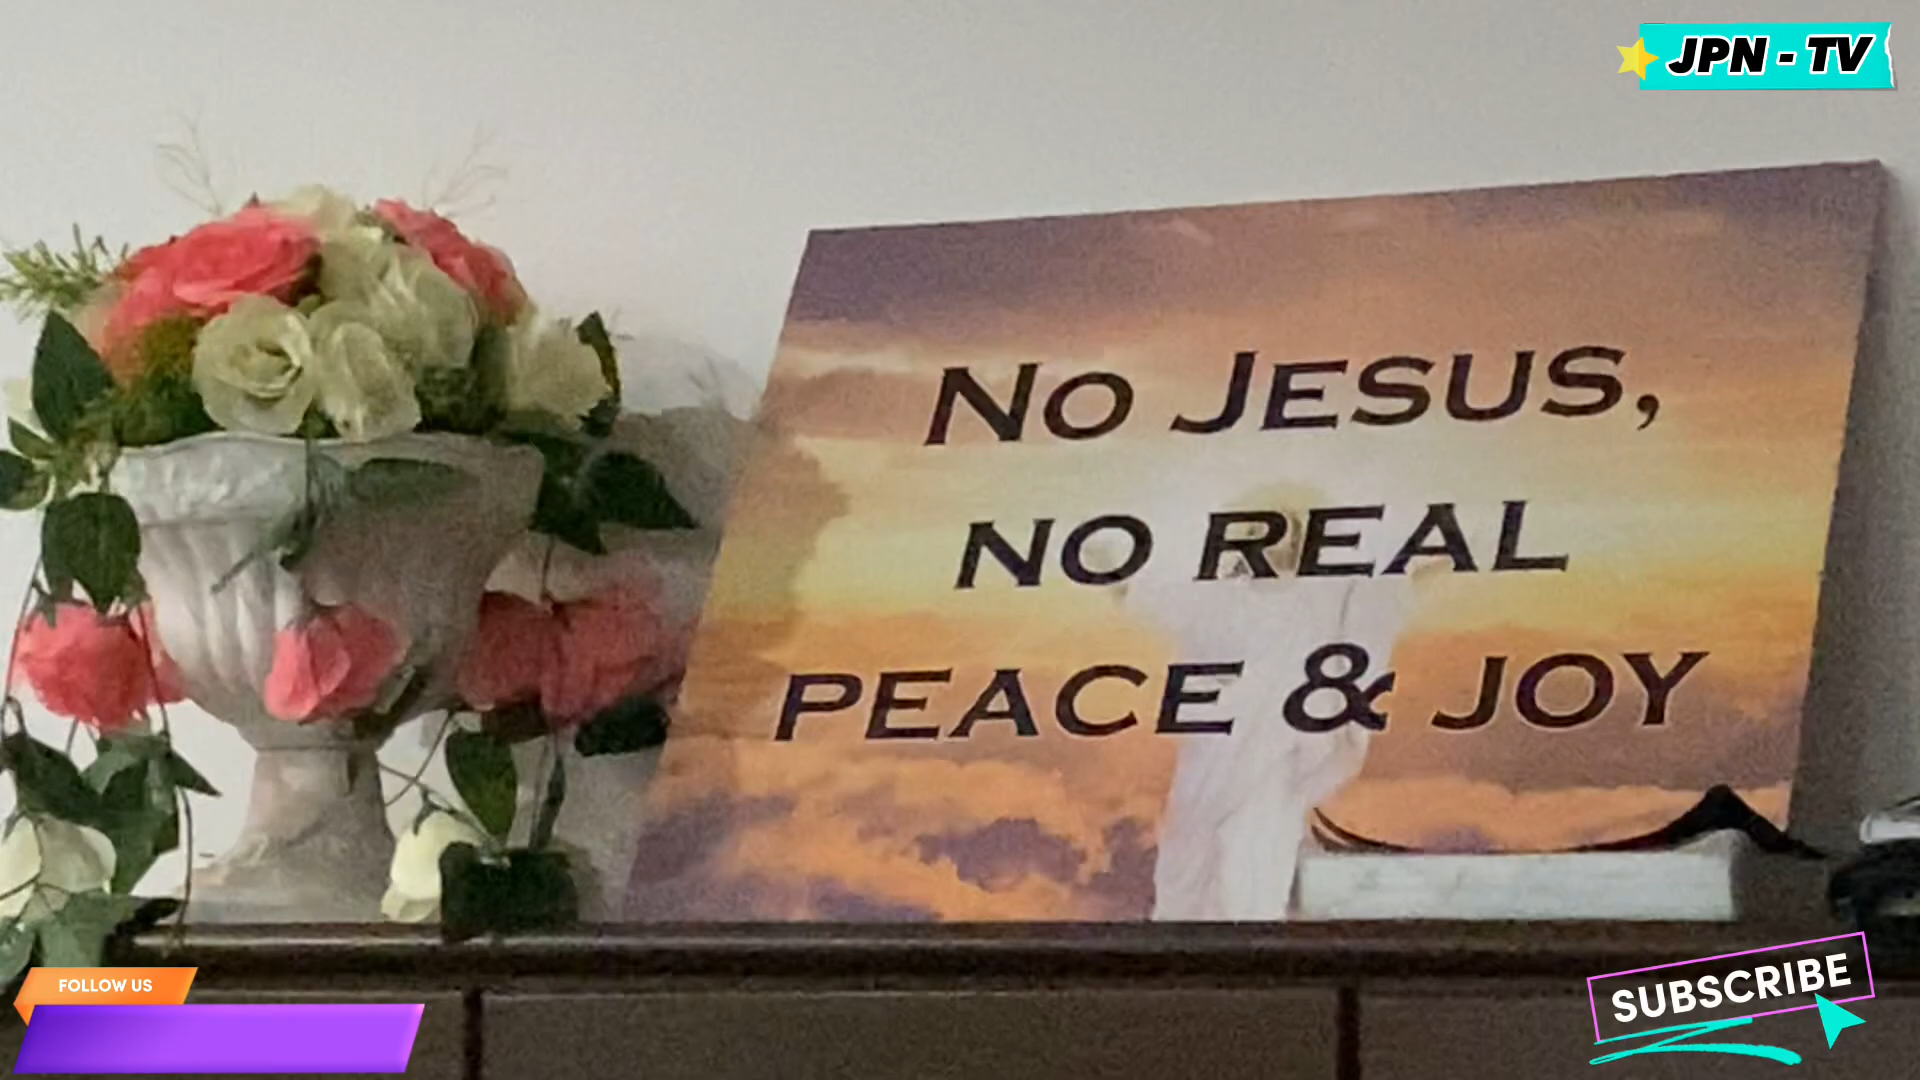 JPN - TV
NO JESUS,
NO REAL
PEACE & JOY
FOLLOW US
SUBSCRIBE